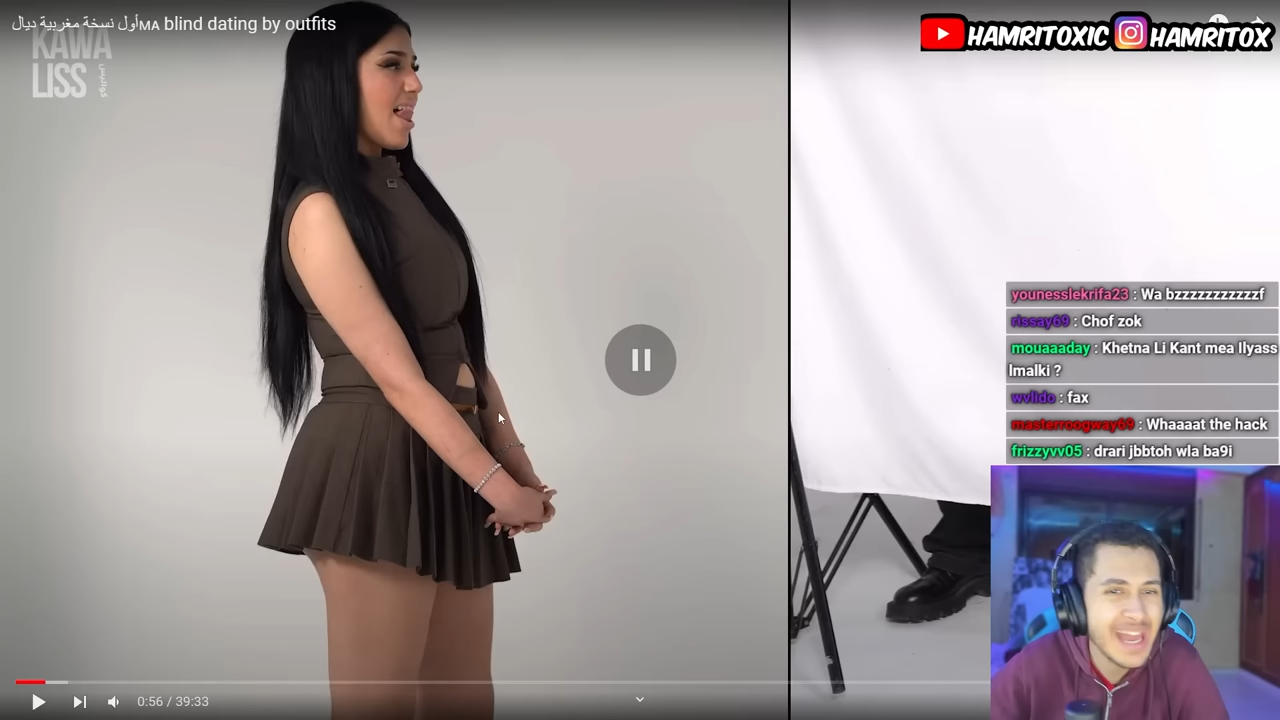 أول نسخة مغربية ديالMA blind dating by outfits
KAWA
LISS
كواليس
HAMRITOXIC
HAMRITOX
younesslekrifa23 : Wa bzzzzzzzzzzzf
rissay69 : Chof zok
mouaaaday : Khetna Li Kant mea Ilyass
lmalki ?
wvlido : fax
masterroogway69 : Whaaaat the hack
frizzyvv05 : drari jbbtoh wla ba9i
0:56 / 39:33